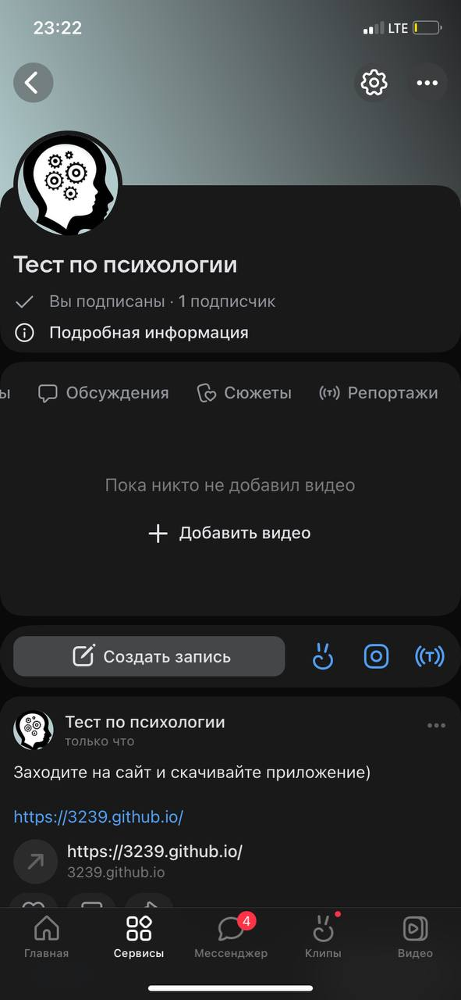 23:22
LTE
Тест по психологии
Вы подписаны · 1 подписчик
Подробная информация
ы Обсуждения Сюжеты Репортажи
Пока никто не добавил видео
Добавить видео
Создать запись
Тест по психологии
только что
Заходите на сайт и скачивайте приложение)
https://3239.github.io/
https://3239.github.io/
3239.github.io
4
Главная Сервисы Мессенджер Клипы Видео